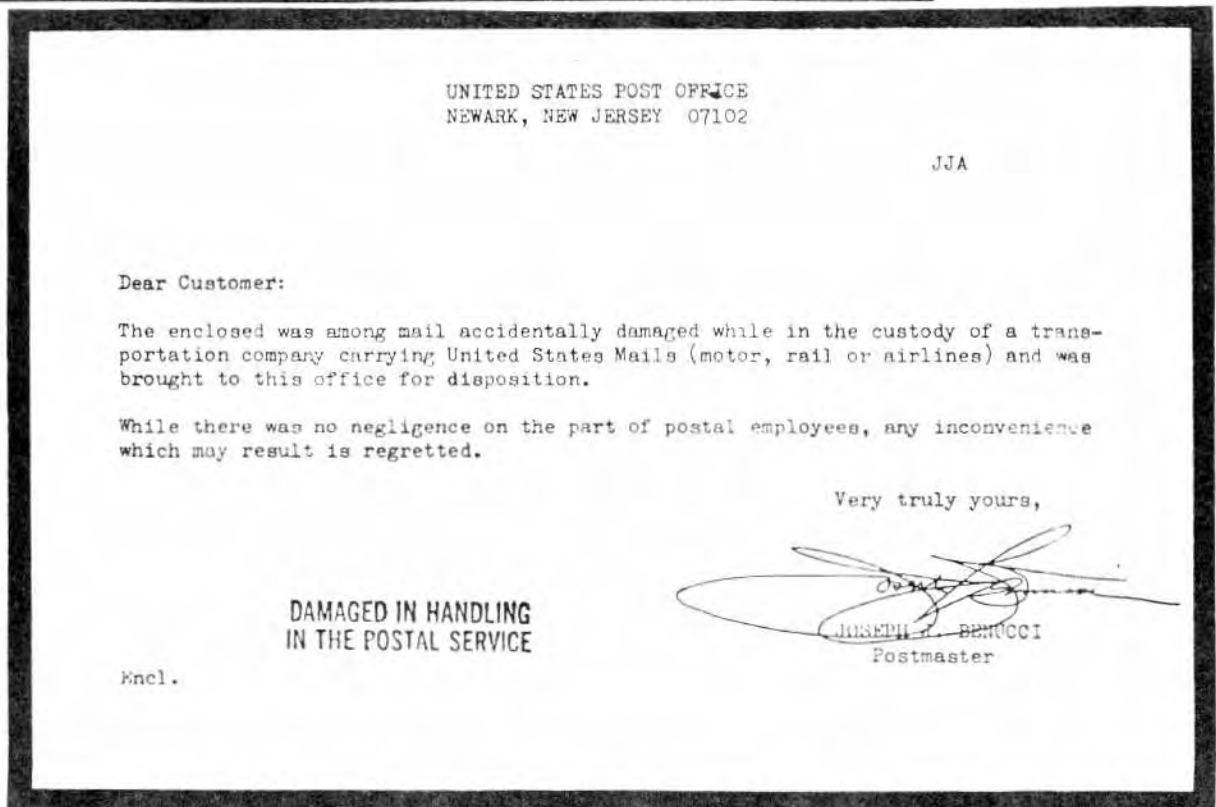 UNITED STATES POST OFFICE
NEWARK, NEW JERSEY 07102
JJA
Dear Customer:
The enclosed was among mail accidentally damaged while in the custody of a trans-
portation company carrying United States Mails (motor, rail or airlines) and was
brought to this office for disposition.
While there was no negligence on the part of postal employees, any inconvenience
which may result is regretted.
Very truly yours,
JOSEPH BENUCCI
Postmaster
DAMAGED IN HANDLING
IN THE POSTAL SERVICE
Encl.